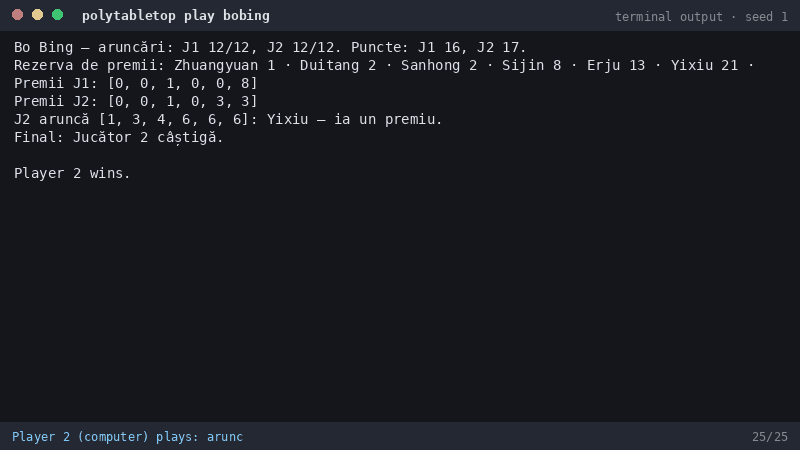 polytabletop play bobing
terminal output · seed 1
Bo Bing — aruncări: J1 12/12, J2 12/12. Puncte: J1 16, J2 17.
Rezerva de premii: Zhuangyuan 1 · Duitang 2 · Sanhong 2 · Sijin 8 · Erju 13 · Yixiu 21 ·
Premii J1: [0, 0, 1, 0, 0, 8]
Premii J2: [0, 0, 1, 0, 3, 3]
J2 aruncă [1, 3, 4, 6, 6, 6]: Yixiu — ia un premiu.
Final: Jucător 2 câștigă.
Player 2 wins.
Player 2 (computer) plays: arunc
25/25